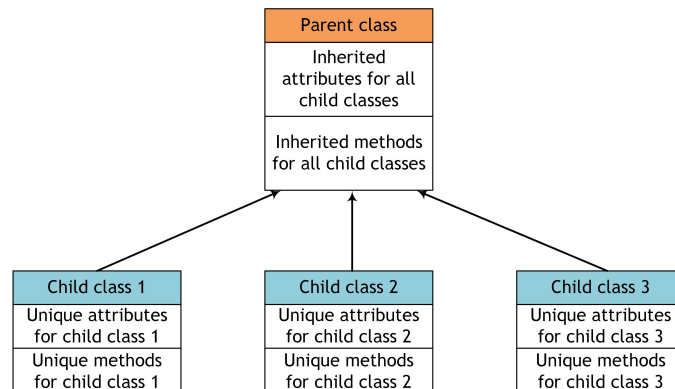 Parent class
Inherited
attributes for all
child classes
Inherited methods
for all child classes
Child class 1
Unique attributes
for child class 1
Unique methods
for child class 1
Child class 2
Unique attributes
for child class 2
Unique methods
for child class 2
Child class 3
Unique attributes
for child class 3
Unique methods
for child class 3